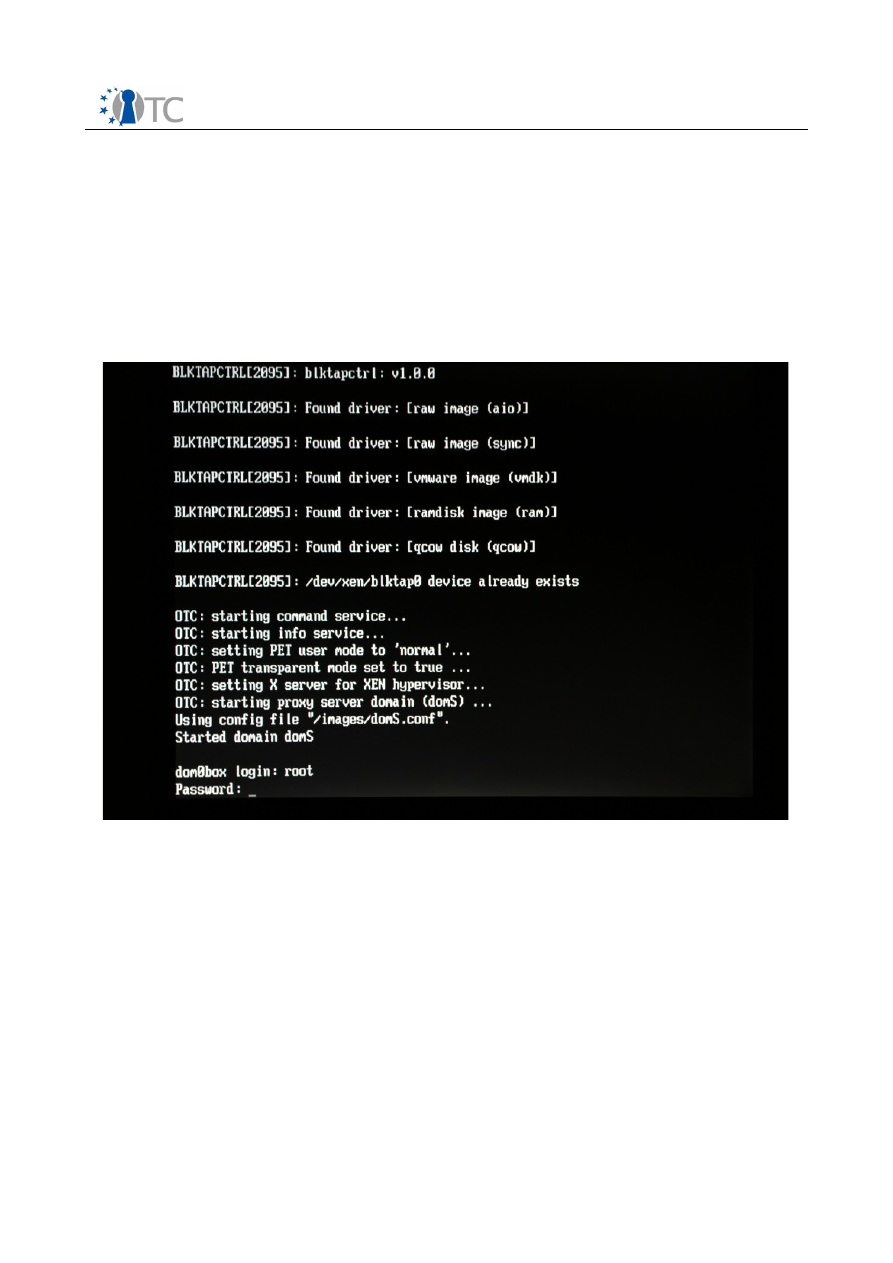 OTC
BLKTAPCTRL[2095]: blktapctrl: v1.0.0
BLKTAPCTRL[2095]: Found driver: [raw image (aio)]
BLKTAPCTRL[2095]: Found driver: [raw image (sync)]
BLKTAPCTRL[2095]: Found driver: [vmware image (vmdk)]
BLKTAPCTRL[2095]: Found driver: [ramdisk image (ram)]
BLKTAPCTRL[2095]: Found driver: [qcow disk (qcow)]
BLKTAPCTRL[2095]: /dev/xen/blktap0 device already exists
OTC: starting command service...
OTC: starting info service...
OTC: setting PET user mode to 'normal'...
OTC: PET transparent mode set to true ...
OTC: setting X server for XEN hypervisor...
OTC: starting proxy server domain (domS) ...
Using config file "/images/domS.conf".
Started domain domS
dom0box login: root
Password: _